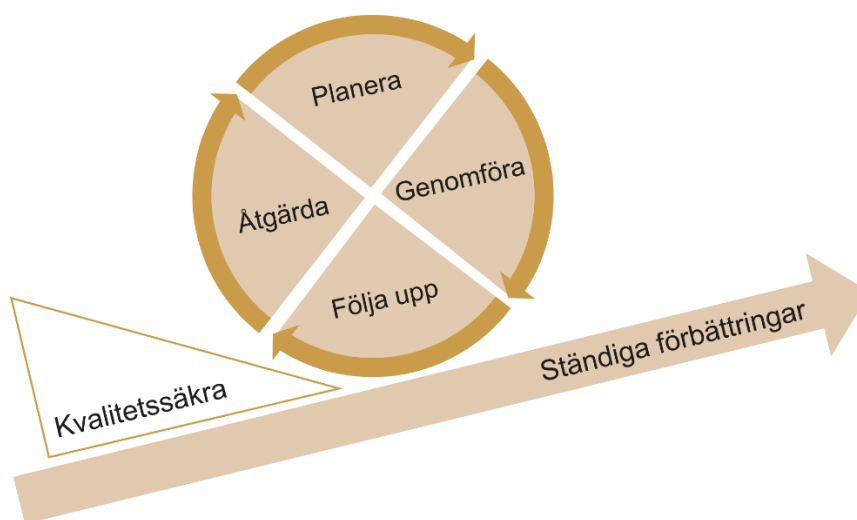 Planera
Genomföra
Åtgärda
Följa upp
Ständiga förbättringar
Kvalitetssäkra